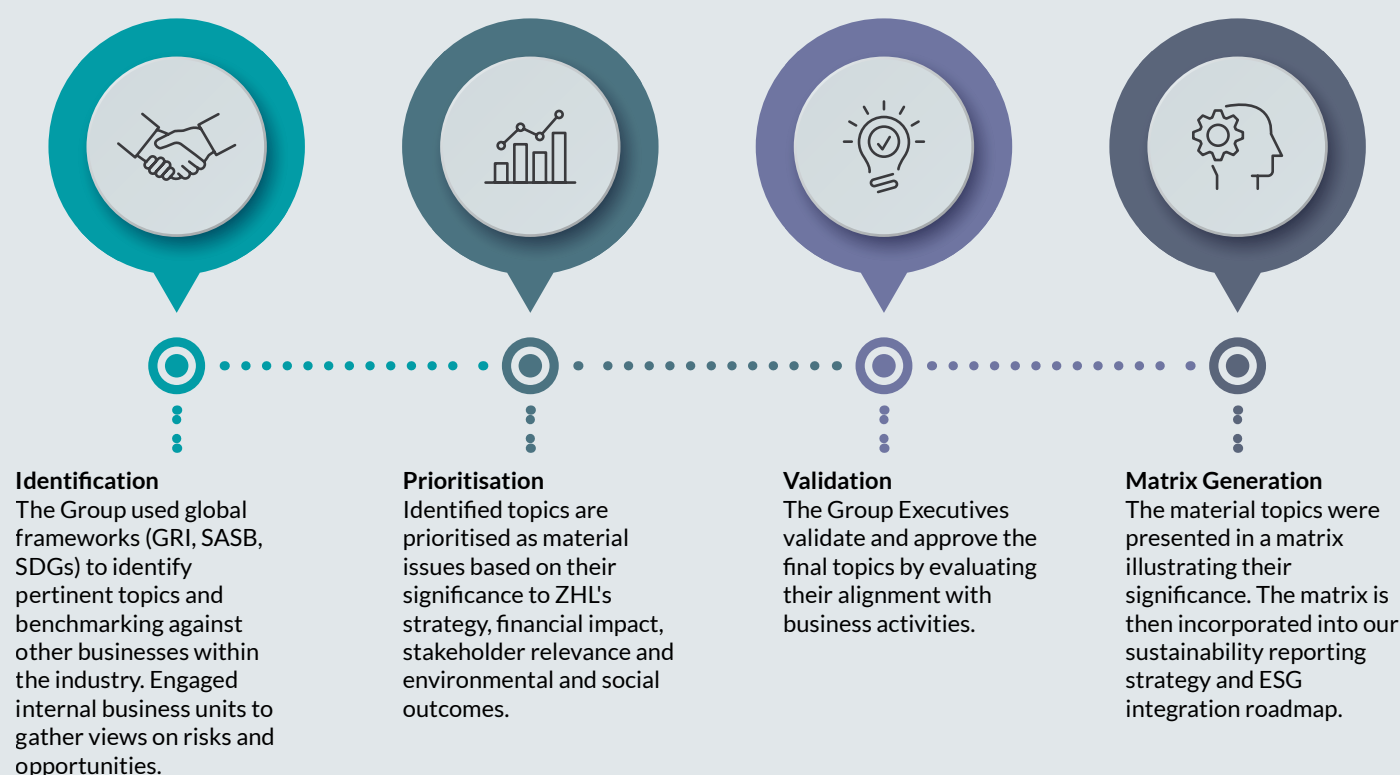 Identification
The Group used global
frameworks (GRI, SASB,
SDGs) to identify
pertinent topics and
benchmarking against
other businesses within
the industry. Engaged
internal business units to
gather views on risks and
opportunities.
Prioritisation
Identified topics are
prioritised as material
issues based on their
significance to ZHL's
strategy, financial impact,
stakeholder relevance and
environmental and social
outcomes.
Validation
The Group Executives
validate and approve the
final topics by evaluating
their alignment with
business activities.
Matrix Generation
The material topics were
presented in a matrix
illustrating their
significance. The matrix is
then incorporated into our
sustainability reporting
strategy and ESG
integration roadmap.